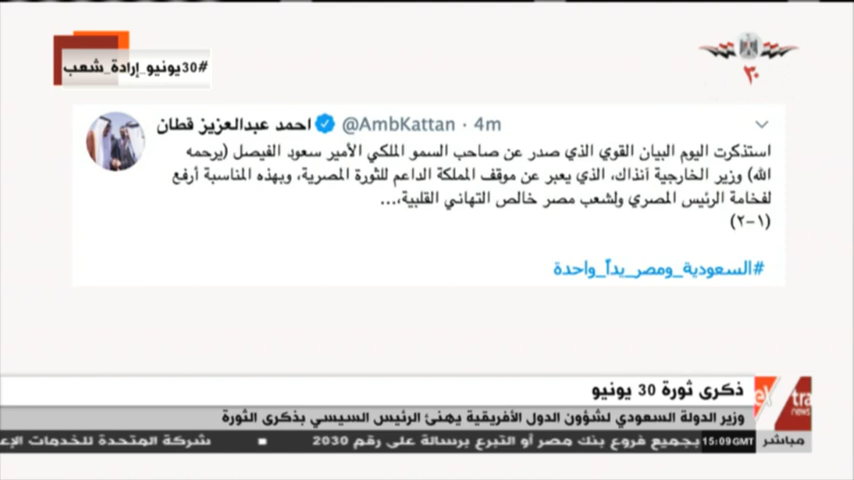 #30يونيو_إرادة_شعب
٣٠
احمد عبدالعزيز قطان @AmbKattan · 4m
استذكرت اليوم البيان القوي الذي صدر عن صاحب السمو الملكي الأمير سعود الفيصل (يرحمه
الله) وزير الخارجية آنذاك، الذي يعبر عن موقف المملكة الداعم للثورة المصرية، وبهذه المناسبة أرفع
لفخامة الرئيس المصري ولشعب مصر خالص التهاني القلبية،...
(١-٢)
#السعودية_ومصر_يداً_واحدة
ذكرى ثورة 30 يونيو
وزير الدولة السعودي لشؤون الدول الأفريقية يهنئ الرئيس السيسي بذكرى الثورة
tra
news
مباشر
15:09GMT
بجميع فروع بنك مصر أو التبرع برسالة على رقم 2030 ■ شركة المتحدة للخدمات